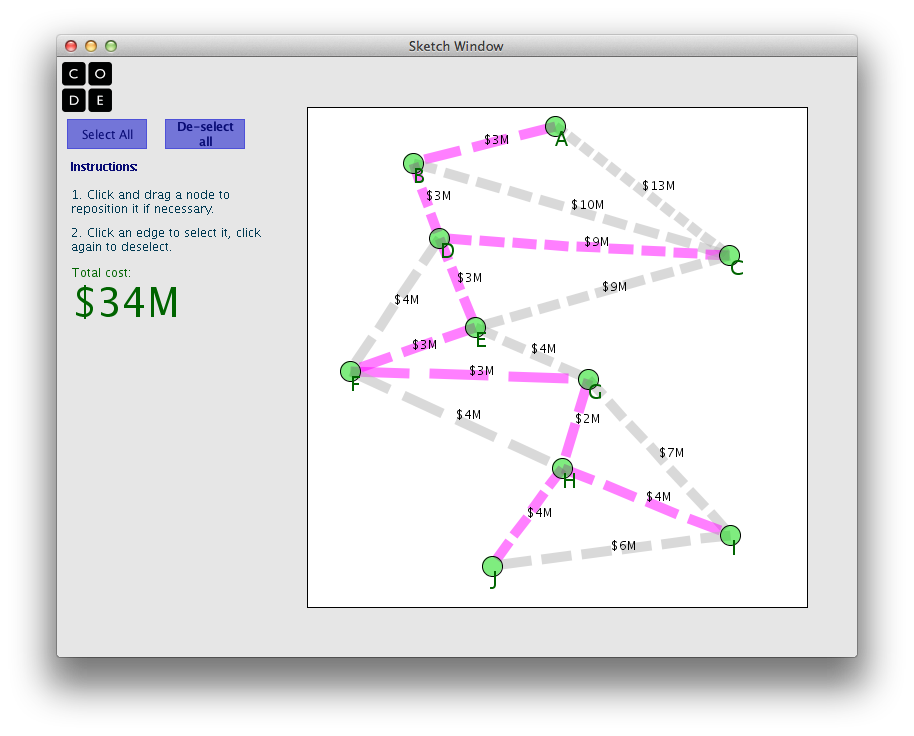 Sketch Window
C O
D E
Select All
De-select
all
Instructions:
1. Click and drag a node to
reposition it if necessary.
2. Click an edge to select it, click
again to deselect.
Total cost:
$34M
A
$3M
B
$13M
$3M
$10M
D
$9M
C
$3M
$9M
$4M
E
$3M
$4M
F
$3M
G
$4M
$2M
$7M
H
$4M
$4M
I
$6M
J